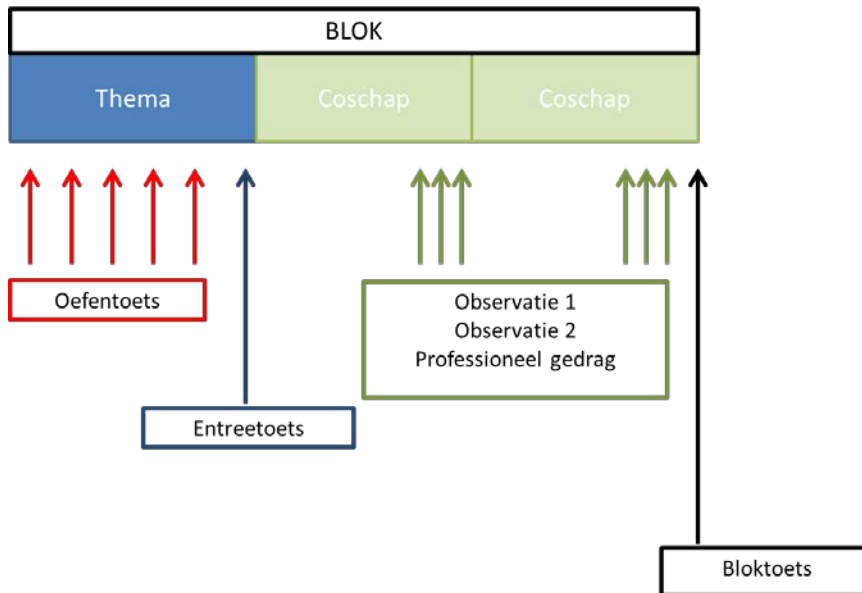 BLOK
Thema
Coschap
Coschap
Oefentoets
Observatie 1
Observatie 2
Professioneel gedrag
Entreetoets
Bloktoets